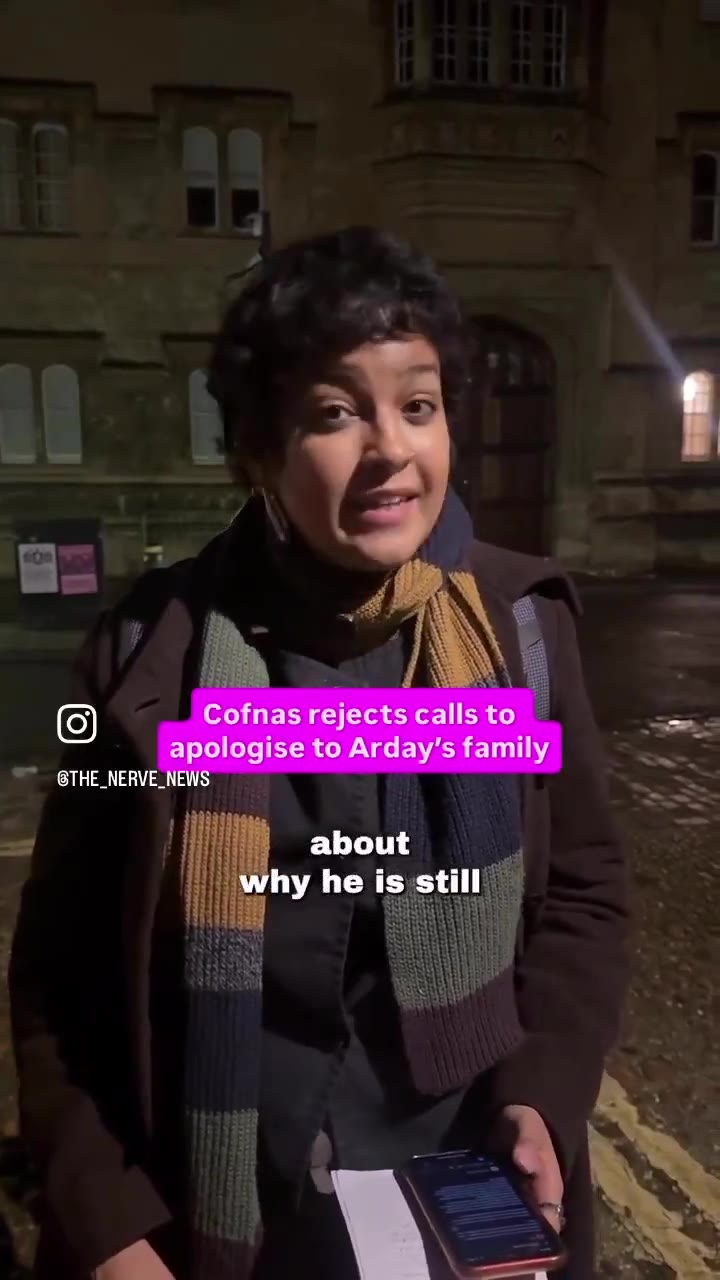 Cofnas rejects calls to
apologise to Arday’s family
@THE_NERVE_NEWS
about
why he is still